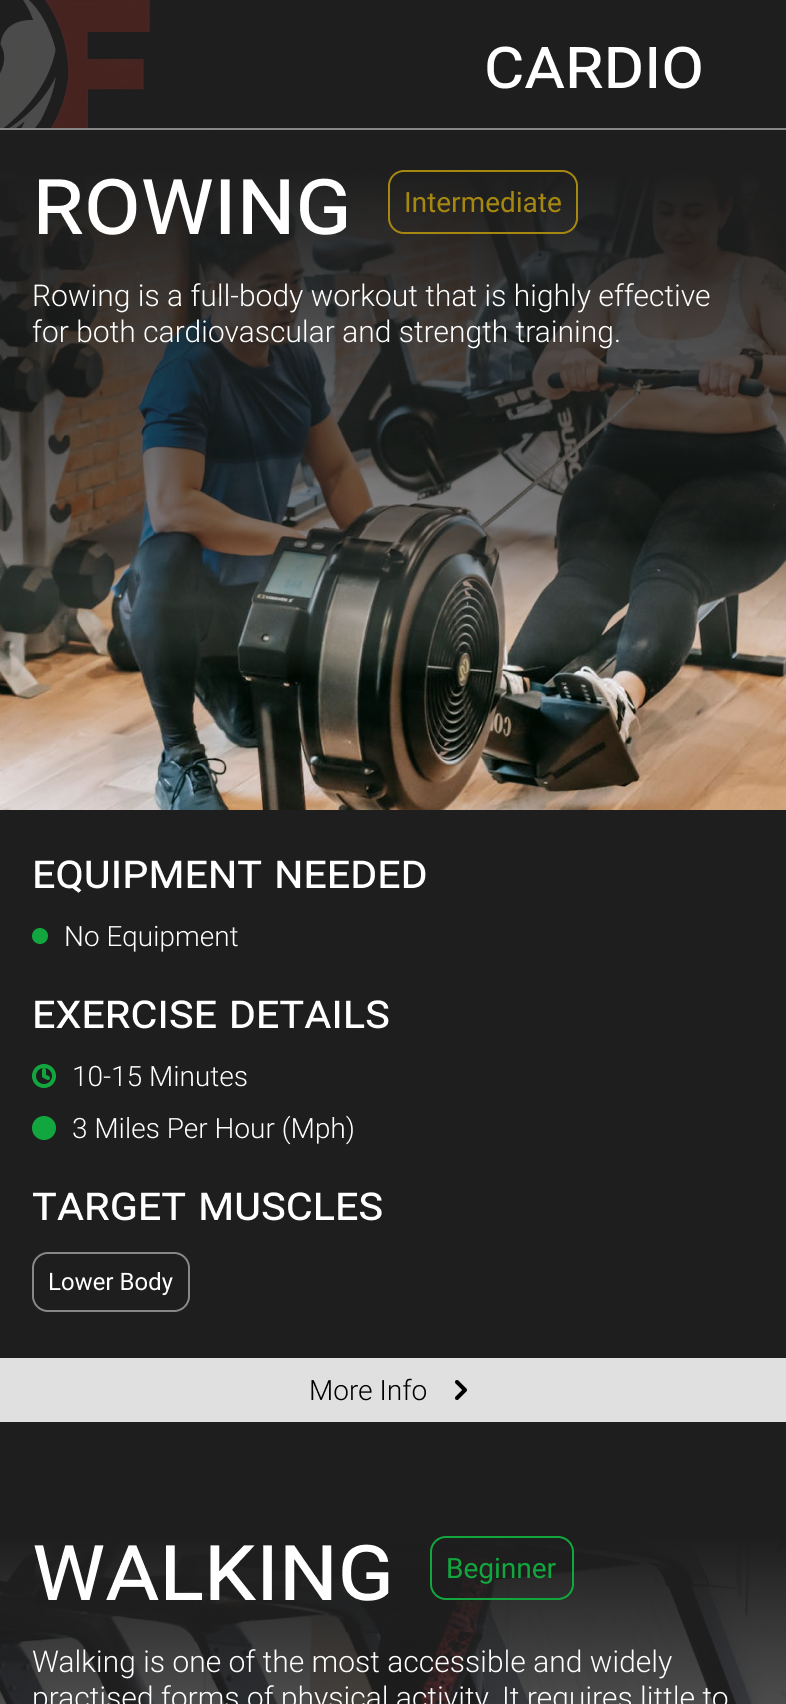 F
CARDIO
ROWING
Intermediate
Rowing is a full-body workout that is highly effective
for both cardiovascular and strength training.
EQUIPMENT NEEDED
No Equipment
EXERCISE DETAILS
10-15 Minutes
3 Miles Per Hour (Mph)
TARGET MUSCLES
Lower Body
More Info
WALKING
Beginner
Walking is one of the most accessible and widely
practised forms of physical activity. It requires little to